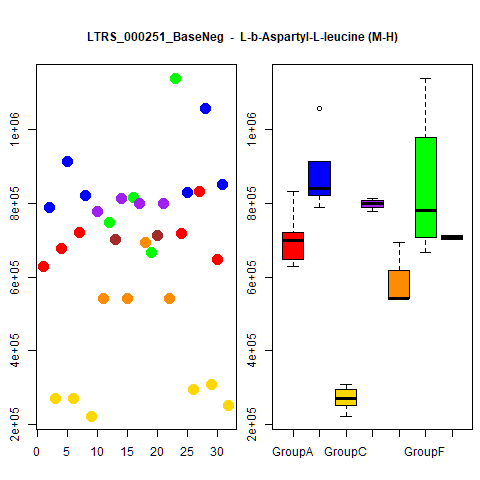 LTRS_000251_BaseNeg - L-b-Aspartyl-L-leucine (M-H)
2e+05 4e+05 6e+05 8e+05 1e+06
0 5 10 15 20 25 30
2e+05 4e+05 6e+05 8e+05 1e+06
GroupA GroupC GroupF